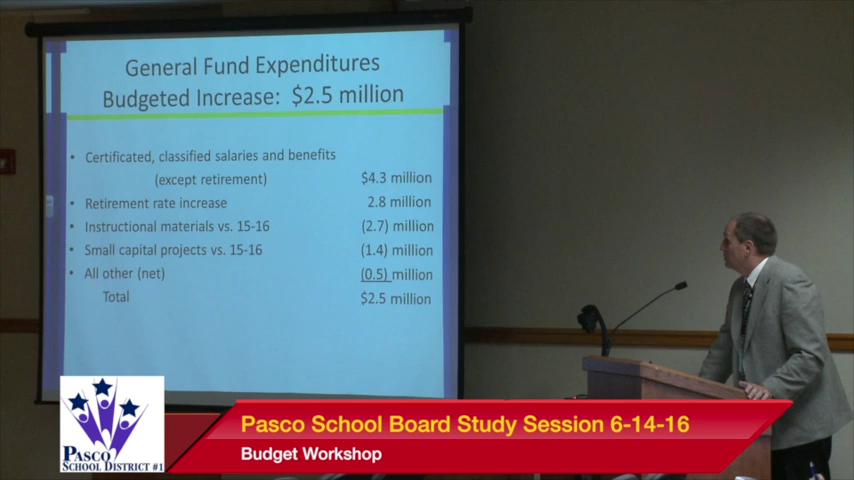 General Fund Expenditures
Budgeted Increase: $2.5 million
• Certificated, classified salaries and benefits
(except retirement) $4.3 million
• Retirement rate increase 2.8 million
• Instructional materials vs. 15-16 (2.7) million
• Small capital projects vs. 15-16 (1.4) million
• All other (net) (0.5) million
Total $2.5 million
PASCO
SCHOOL DISTRICT #1
Pasco School Board Study Session 6-14-16
Budget Workshop